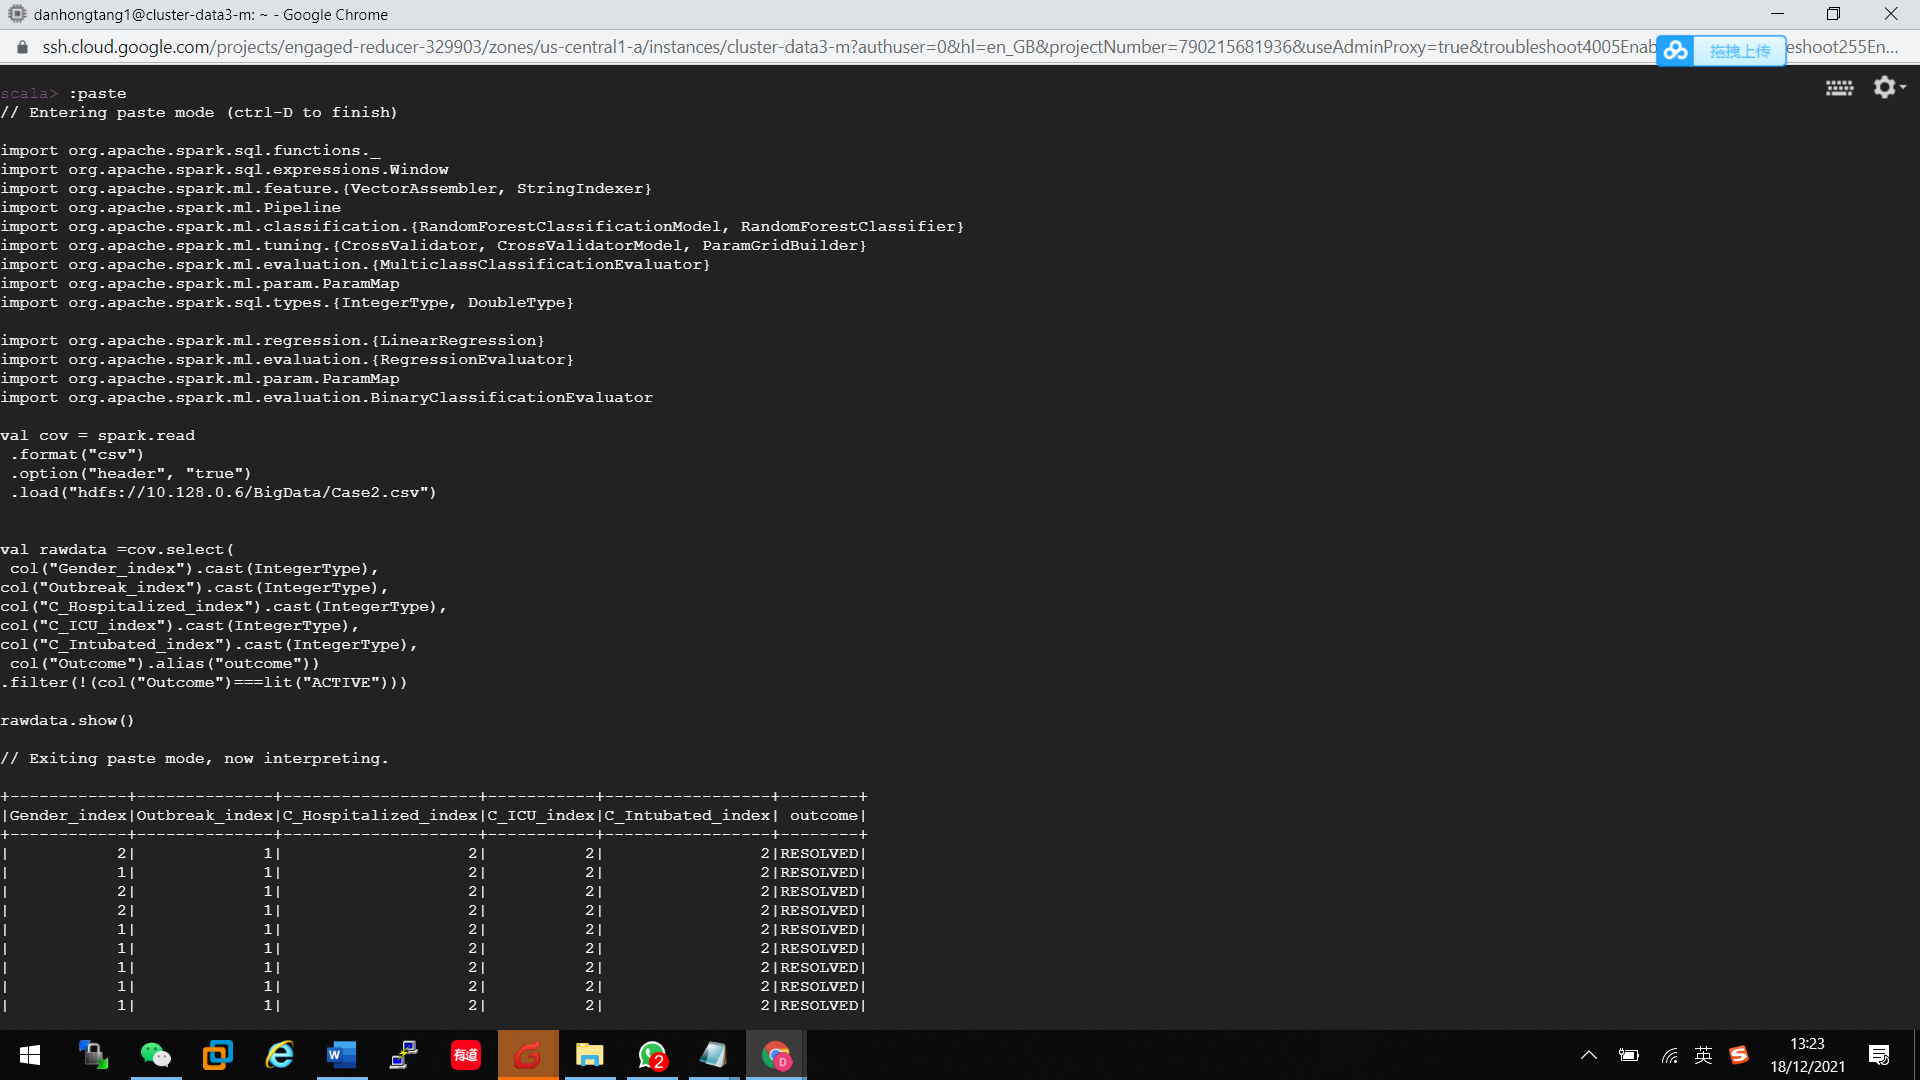 danhongtang1@cluster-data3-m: ~ - Google Chrome
ssh.cloud.google.com/projects/engaged-reducer-329903/zones/us-central1-a/instances/cluster-data3-m?authuser=0&hl=en_GB&projectNumber=790215681936&useAdminProxy=true&troubleshoot4005Enab
拖拽上传
eshoot255En...
scala> :paste
// Entering paste mode (ctrl-D to finish)
import org.apache.spark.sql.functions._
import org.apache.spark.sql.expressions.Window
import org.apache.spark.ml.feature.{VectorAssembler, StringIndexer}
import org.apache.spark.ml.Pipeline
import org.apache.spark.ml.classification.{RandomForestClassificationModel, RandomForestClassifier}
import org.apache.spark.ml.tuning.{CrossValidator, CrossValidatorModel, ParamGridBuilder}
import org.apache.spark.ml.evaluation.{MulticlassClassificationEvaluator}
import org.apache.spark.ml.param.ParamMap
import org.apache.spark.sql.types.{IntegerType, DoubleType}
import org.apache.spark.ml.regression.{LinearRegression}
import org.apache.spark.ml.evaluation.{RegressionEvaluator}
import org.apache.spark.ml.param.ParamMap
import org.apache.spark.ml.evaluation.BinaryClassificationEvaluator
val cov = spark.read
.format("csv")
.option("header", "true")
.load("hdfs://10.128.0.6/BigData/Case2.csv")
val rawdata =cov.select(
col("Gender_index").cast(IntegerType),
col("Outbreak_index").cast(IntegerType),
col("C_Hospitalized_index").cast(IntegerType),
col("C_ICU_index").cast(IntegerType),
col("C_Intubated_index").cast(IntegerType),
col("Outcome").alias("outcome"))
.filter(!(col("Outcome")===lit("ACTIVE")))
rawdata.show()
// Exiting paste mode, now interpreting.
+------------+--------------+--------------------+-----------+-----------------+--------+
|Gender_index|Outbreak_index|C_Hospitalized_index|C_ICU_index|C_Intubated_index| outcome|
+------------+--------------+--------------------+-----------+-----------------+--------+
|           2|             1|                   2|          2|                2|RESOLVED|
|           1|             1|                   2|          2|                2|RESOLVED|
|           2|             1|                   2|          2|                2|RESOLVED|
|           2|             1|                   2|          2|                2|RESOLVED|
|           1|             1|                   2|          2|                2|RESOLVED|
|           1|             1|                   2|          2|                2|RESOLVED|
|           1|             1|                   2|          2|                2|RESOLVED|
|           1|             1|                   2|          2|                2|RESOLVED|
|           1|             1|                   2|          2|                2|RESOLVED|
有道
2
D
英
13:23
18/12/2021